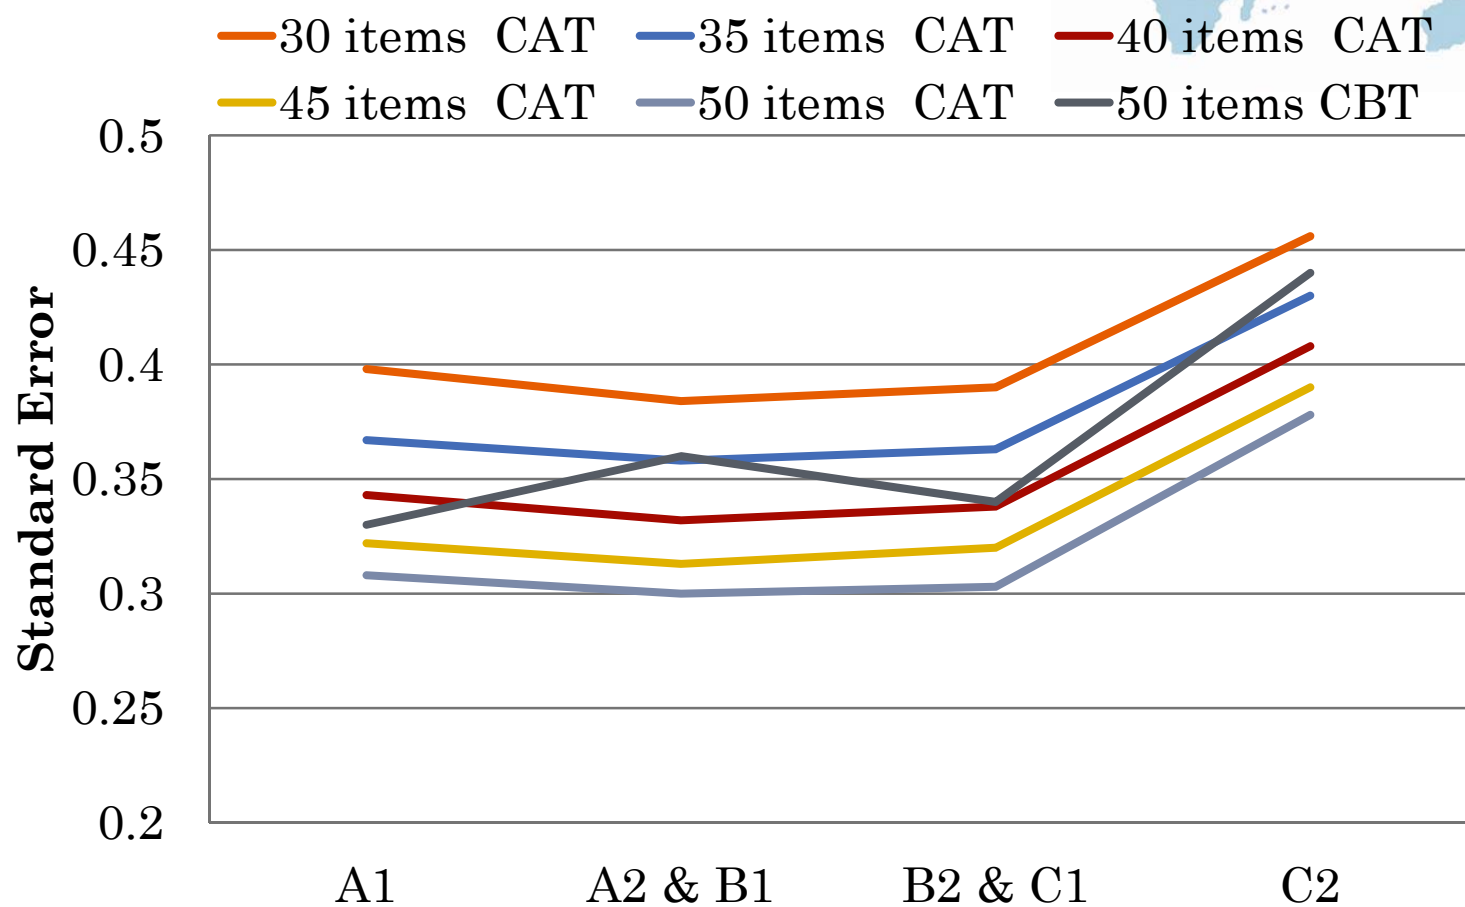 30 items  CAT 35 items  CAT 40 items  CAT
45 items  CAT 50 items  CAT 50 items CBT
0.5
0.45
0.4
0.35
0.3
0.25
0.2
Standard Error
A1 A2 & B1 B2 & C1 C2